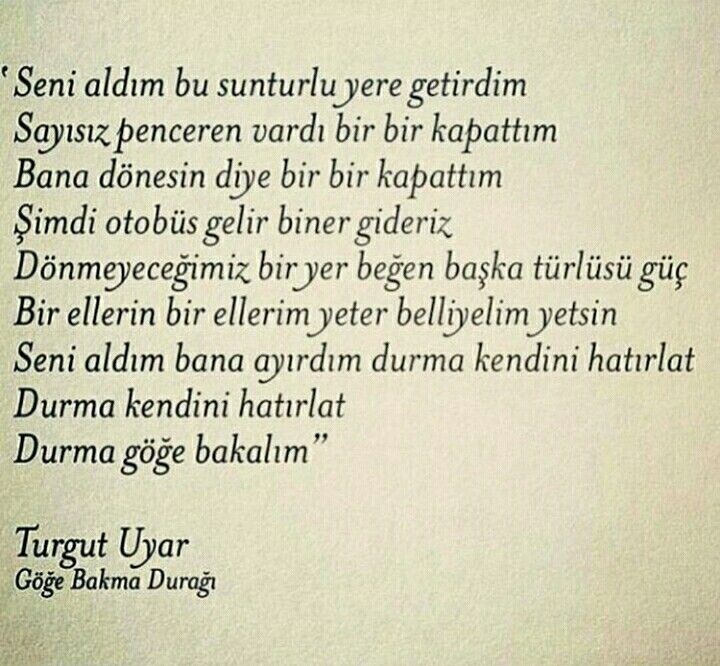 ‘Seni aldım bu sunturlu yere getirdim
Sayısız penceren vardı bir bir kapattım
Bana dönesin diye bir bir kapattım
Şimdi otobüs gelir biner gideriz
Dönmeyeceğimiz bir yer beğen başka türlüsü güç
Bir ellerin bir ellerim yeter belliyelim yetsin
Seni aldım bana ayırdım durma kendini hatırlat
Durma kendini hatırlat
Durma göğe bakalım”
Turgut Uyar
Göğe Bakma Durağı